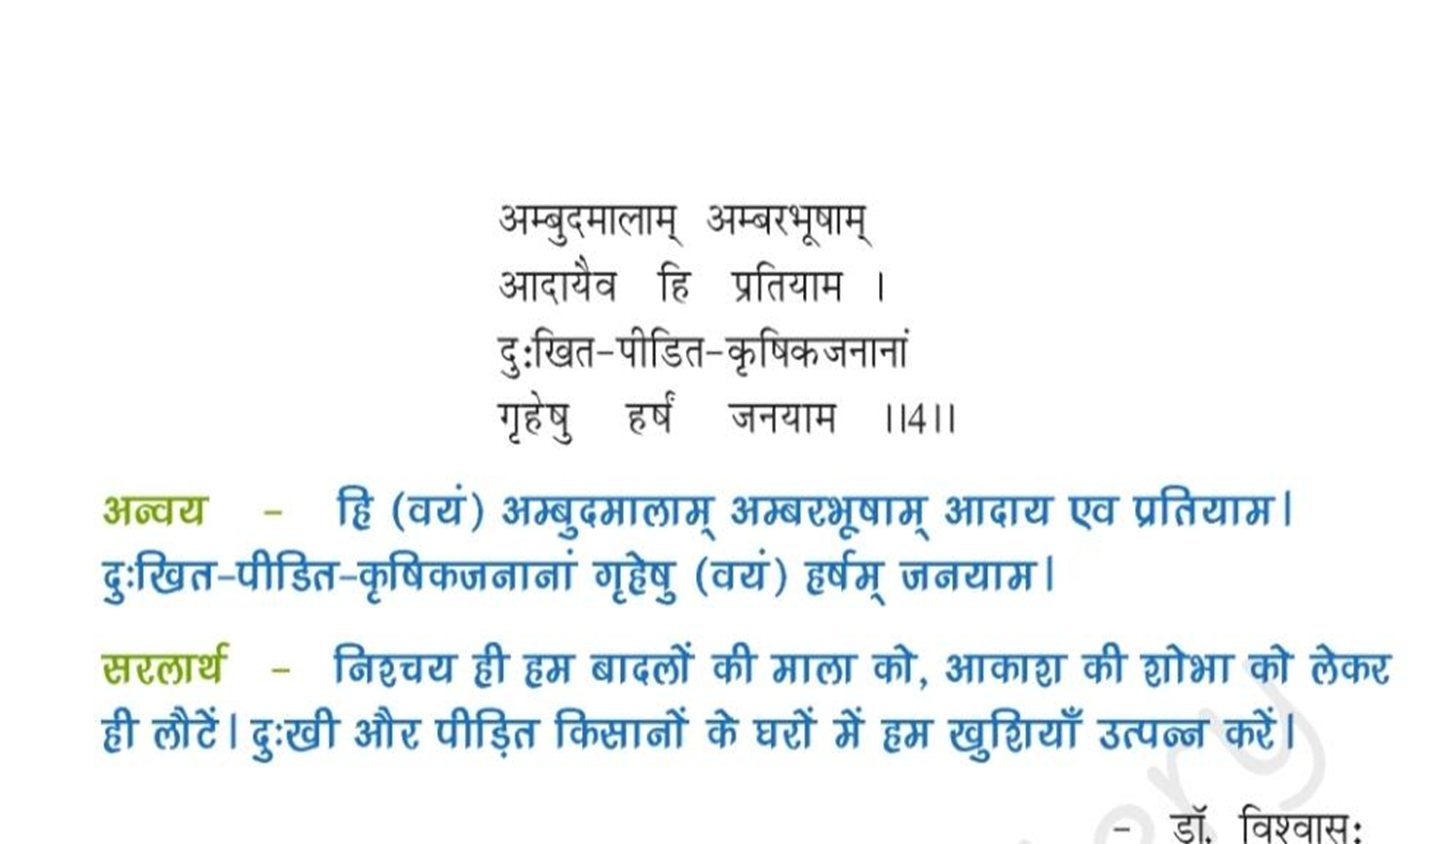 अम्बुदमालाम् अम्बरभूषाम्
आदायैव हि प्रतियाम ।
दुःखित-पीडित-कृषिकजनानां
गृहेषु हर्षं जनयाम ।।4।।
अन्वय - हि (वयं) अम्बुदमालाम् अम्बरभूषाम् आदाय एव प्रतियाम।
दुःखित-पीडित-कृषिकजनानां गृहेषु (वयं) हर्षम् जनयाम।
सरलार्थ - निश्चय ही हम बादलों की माला को, आकाश की शोभा को लेकर
ही लौटें। दुःखी और पीड़ित किसानों के घरों में हम खुशियाँ उत्पन्न करें।
- डॉ. विश्वासः